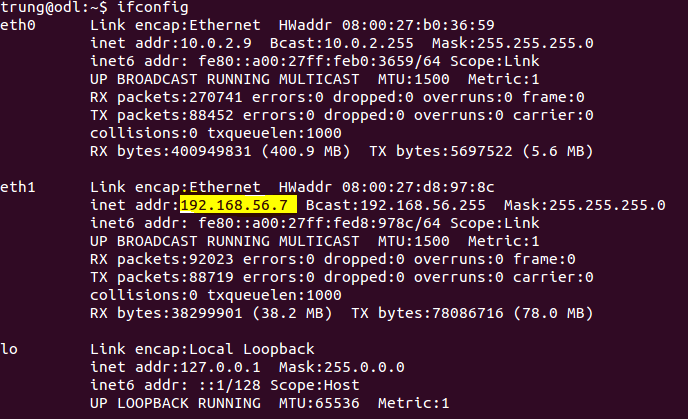 trung@odl:~$ ifconfig
eth0      Link encap:Ethernet  HWaddr 08:00:27:b0:36:59
          inet addr:10.0.2.9  Bcast:10.0.2.255  Mask:255.255.255.0
          inet6 addr: fe80::a00:27ff:feb0:3659/64 Scope:Link
          UP BROADCAST RUNNING MULTICAST  MTU:1500  Metric:1
          RX packets:270741 errors:0 dropped:0 overruns:0 frame:0
          TX packets:88452 errors:0 dropped:0 overruns:0 carrier:0
          collisions:0 txqueuelen:1000
          RX bytes:400949831 (400.9 MB)  TX bytes:5697522 (5.6 MB)

eth1      Link encap:Ethernet  HWaddr 08:00:27:d8:97:8c
          inet addr:192.168.56.7  Bcast:192.168.56.255  Mask:255.255.255.0
          inet6 addr: fe80::a00:27ff:fed8:978c/64 Scope:Link
          UP BROADCAST RUNNING MULTICAST  MTU:1500  Metric:1
          RX packets:92023 errors:0 dropped:0 overruns:0 frame:0
          TX packets:88719 errors:0 dropped:0 overruns:0 carrier:0
          collisions:0 txqueuelen:1000
          RX bytes:38299901 (38.2 MB)  TX bytes:78086716 (78.0 MB)

lo        Link encap:Local Loopback
          inet addr:127.0.0.1  Mask:255.0.0.0
          inet6 addr: ::1/128 Scope:Host
          UP LOOPBACK RUNNING  MTU:65536  Metric:1